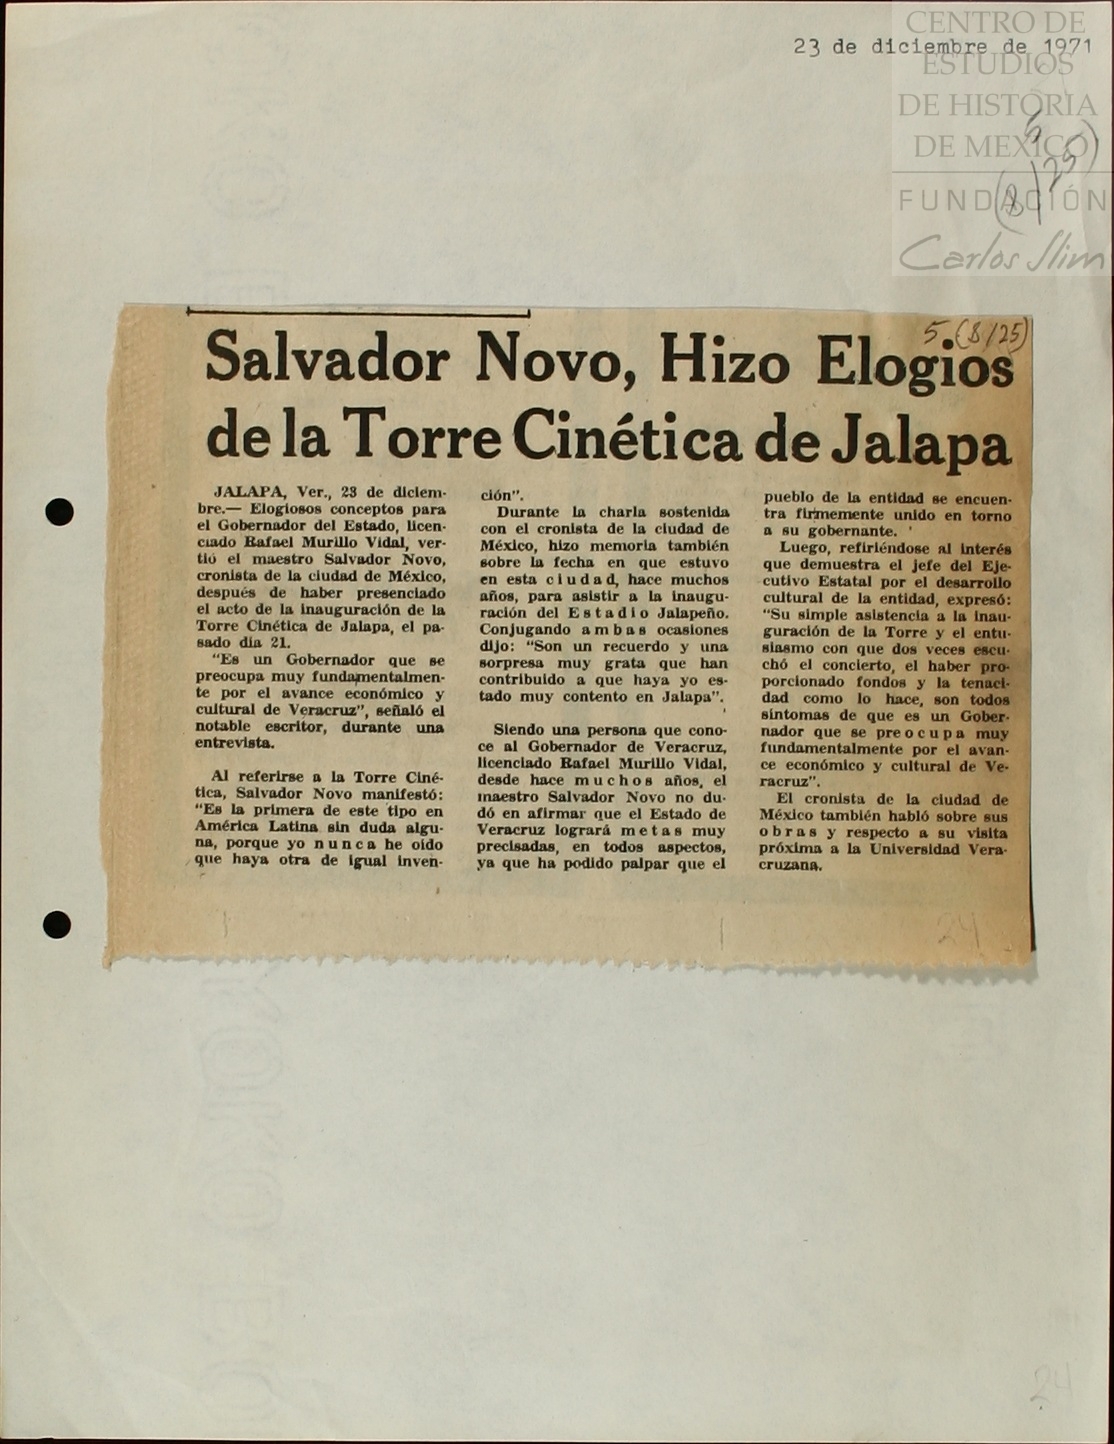 CENTRO DE
ESTUDIOS
DE HISTORIA
DE MEXICO
FUNDACIÓN
Carlos Slim
23 de diciembre de 1971
5
(8/25)
5 (8/25)
Salvador Novo, Hizo Elogios
de la Torre Cinética de Jalapa
JALAPA, Ver., 23 de diciem-
bre.— Elogiosos conceptos para
el Gobernador del Estado, licen-
ciado Rafael Murillo Vidal, ver-
tió el maestro Salvador Novo,
cronista de la ciudad de México,
después de haber presenciado
el acto de la inauguración de la
Torre Cinética de Jalapa, el pa-
sado día 21.
"Es un Gobernador que se
preocupa muy fundamentalmen-
te por el avance económico y
cultural de Veracruz", señaló el
notable escritor, durante una
entrevista.
Al referirse a la Torre Ciné-
tica, Salvador Novo manifestó:
"Es la primera de este tipo en
América Latina sin duda algu-
na, porque yo nunca he oído
que haya otra de igual inven-
ción".
Durante la charla sostenida
con el cronista de la ciudad de
México, hizo memoria también
sobre la fecha en que estuvo
en esta ciudad, hace muchos
años, para asistir a la inaugu-
ración del Estadio Jalapeño.
Conjugando ambas ocasiones
dijo: "Son un recuerdo y una
sorpresa muy grata que han
contribuido a que haya yo es-
tado muy contento en Jalapa".
Siendo una persona que cono-
ce al Gobernador de Veracruz,
licenciado Rafael Murillo Vidal,
desde hace muchos años, el
maestro Salvador Novo no du-
dó en afirmar que el Estado de
Veracruz logrará metas muy
precisadas, en todos aspectos,
ya que ha podido palpar que el
pueblo de la entidad se encuen-
tra firmemente unido en torno
a su gobernante.
Luego, refiriéndose al interés
que demuestra el jefe del Eje-
cutivo Estatal por el desarrollo
cultural de la entidad, expresó:
"Su simple asistencia a la inau-
guración de la Torre y el entu-
siasmo con que dos veces escu-
chó el concierto, el haber pro-
porcionado fondos y la tenaci-
dad como lo hace, son todos
síntomas de que es un Gober-
nador que se preocupa muy
fundamentalmente por el avan-
ce económico y cultural de Ve-
racruz".
El cronista de la ciudad de
México también habló sobre sus
obras y respecto a su visita
próxima a la Universidad Vera-
cruzana.
24
24